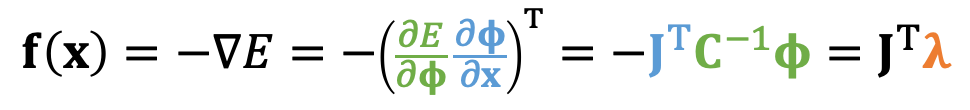 f(x) = −∇E = −(∂E/∂ϕ ∂ϕ/∂x)ᵀ = −JᵀC⁻¹ϕ = Jᵀλ